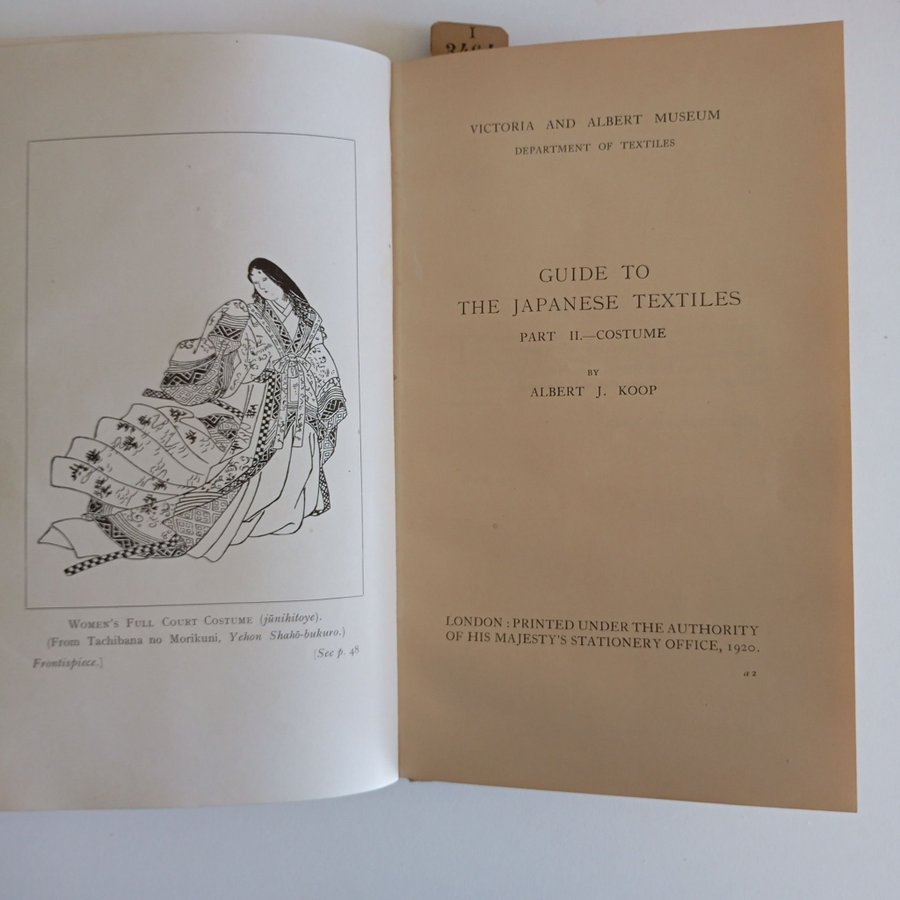 I
WOMEN'S FULL COURT COSTUME (jūnihitoye).
(From Tachibana no Morikuni, Yehon Shahō-bukuro.)
Frontispiece.] [See p. 48
VICTORIA AND ALBERT MUSEUM
DEPARTMENT OF TEXTILES
GUIDE TO
THE JAPANESE TEXTILES
PART II.—COSTUME
BY
ALBERT J. KOOP
LONDON : PRINTED UNDER THE AUTHORITY
OF HIS MAJESTY'S STATIONERY OFFICE, 1920.
a 2